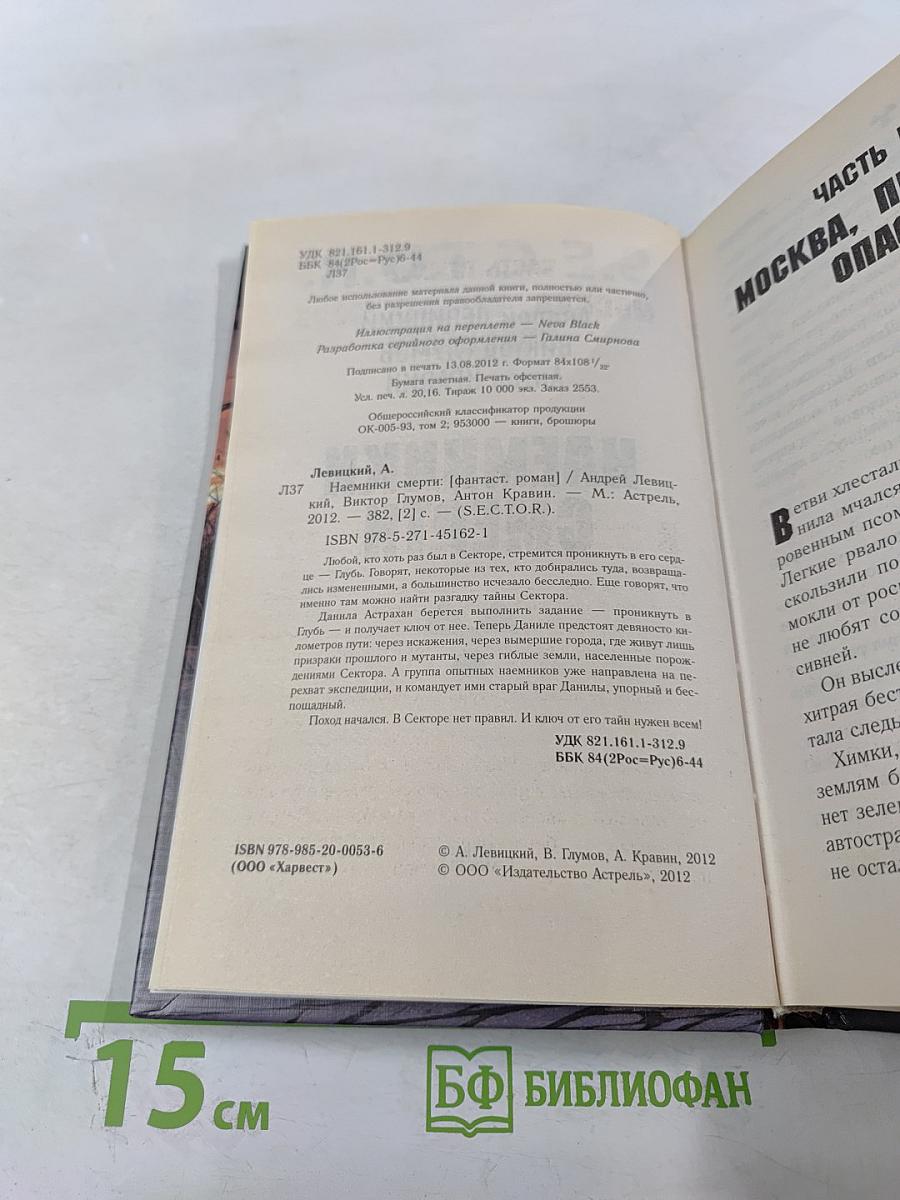 УДК 821.161.1-312.9
ББК 84(2Рос=Рус)6-44
Л37
Любое использование материала данной книги, полностью или частично,
без разрешения правообладателя запрещается.
Иллюстрация на переплете — Neva Black
Разработка серийного оформления — Галина Смирнова
Подписано в печать 13.08.2012 г. Формат 84x108 1/32.
Бумага газетная. Печать офсетная.
Усл. печ. л. 20,16. Тираж 10 000 экз. Заказ 2553.
Общероссийский классификатор продукции
ОК-005-93, том 2; 953000 — книги, брошюры
Левицкий, А.
Л37 Наемники смерти: [фантаст. роман] / Андрей Левиц-
кий, Виктор Глумов, Антон Кравин. — М.: Астрель,
2012. — 382, [2] с. — (S.E.C.T.O.R.).
ISBN 978-5-271-45162-1
Любой, кто хоть раз был в Секторе, стремится проникнуть в его серд-
це — Глубь. Говорят, некоторые из тех, кто добирались туда, возвраща-
лись измененными, а большинство исчезало бесследно. Еще говорят, что
именно там можно найти разгадку тайны Сектора.
Данила Астрахан берется выполнить задание — проникнуть в
Глубь — и получает ключ от нее. Теперь Даниле предстоят девяносто ки-
лометров пути: через искажения, через вымершие города, где живут лишь
призраки прошлого и мутанты, через гиблые земли, населенные порож-
дениями Сектора. А группа опытных наемников уже направлена на пе-
рехват экспедиции, и командует ими старый враг Данилы, упорный и бес-
пощадный.
Поход начался. В Секторе нет правил. И ключ от его тайн нужен всем!
УДК 821.161.1-312.9
ББК 84(2Рос=Рус)6-44
ISBN 978-985-20-0053-6
(ООО «Харвест»)
© А. Левицкий, В. Глумов, А. Кравин, 2012
© ООО «Издательство Астрель», 2012
ЧАСТЬ
МОСКВА, П
ОПАС
Ветви хлестал
нила мчался
ровенным псом
Легкие рвало
скользили по
мокли от рос
не любят со
сивней.
Он высле
хитрая бест
тала следы
Химки,
землям б
нет зеле
автостра
не оста
15 см
БФ БИБЛИОФАН